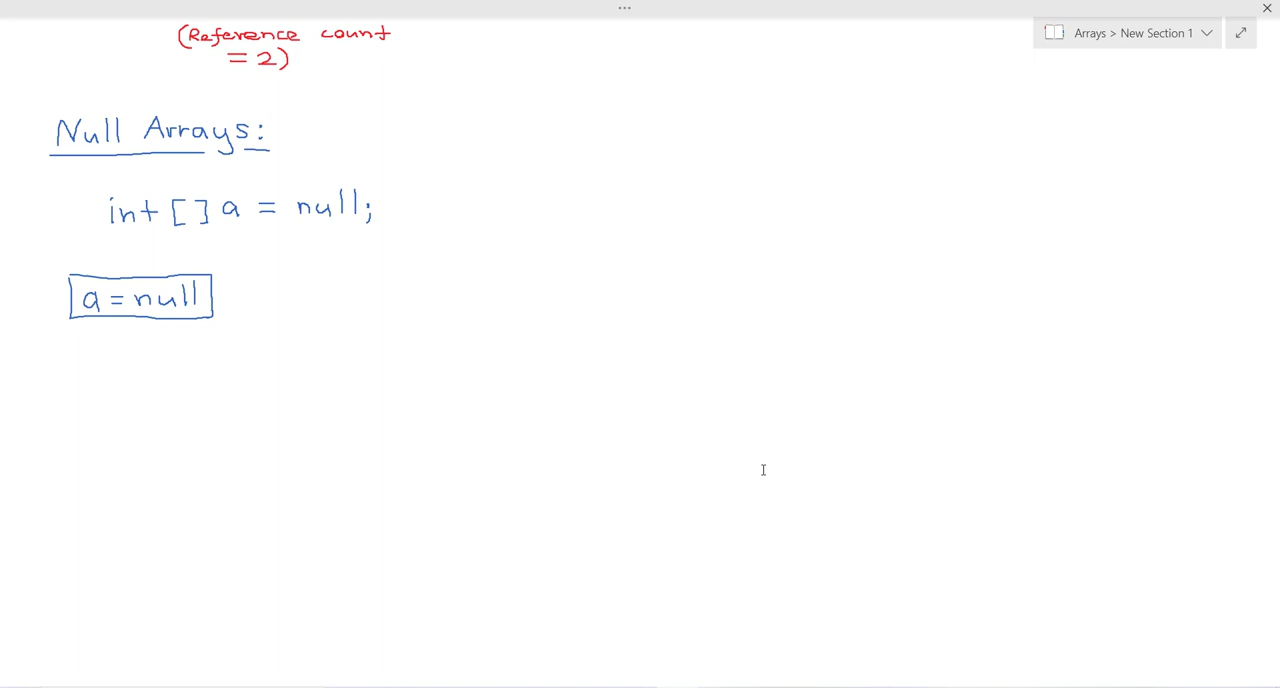 ...
Arrays > New Section 1
(Reference count
= 2)
Null Arrays:
int [ ] a = null;
a = null